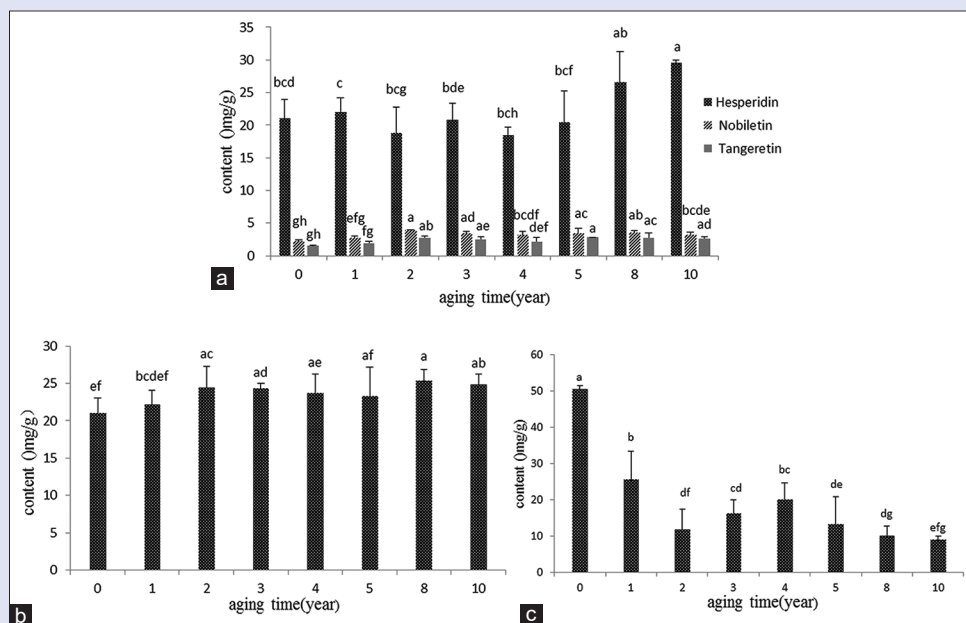 35
30
25
20
15
10
5
0
content ()mg/g)
bcd
c
bcg
bde
bch
bcf
ab
a
gh
gh
efg
fg
a
ab
ad
ae
bcdf
def
ac
a
ab
ac
bcde
ad
Hesperidin
Nobiletin
Tangeretin
0 1 2 3 4 5 8 10
aging time(year)
a
30
25
20
15
10
5
0
content ()mg/g)
ef
bcdef
ac
ad
ae
af
a
ab
0 1 2 3 4 5 8 10
aging time(year)
b
60
50
40
30
20
10
0
content ()mg/g)
a
b
df
cd
bc
de
dg
efg
0 1 2 3 4 5 8 10
aging time(year)
c